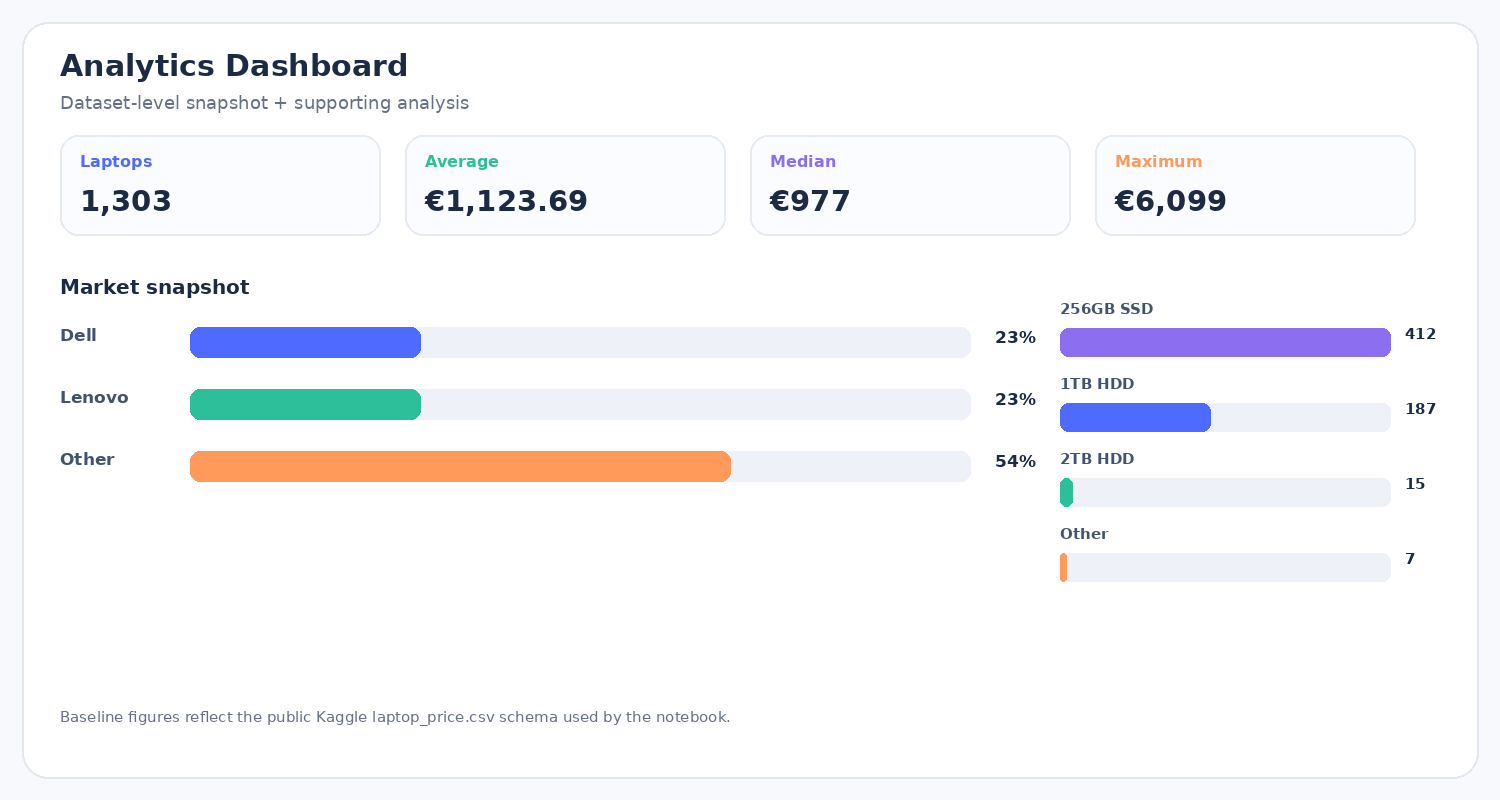 Analytics Dashboard
Dataset-level snapshot + supporting analysis
Laptops
1,303
Average
€1,123.69
Median
€977
Maximum
€6,099
Market snapshot
Dell
23%
Lenovo
23%
Other
54%
256GB SSD
412
1TB HDD
187
2TB HDD
15
Other
7
Baseline figures reflect the public Kaggle laptop_price.csv schema used by the notebook.